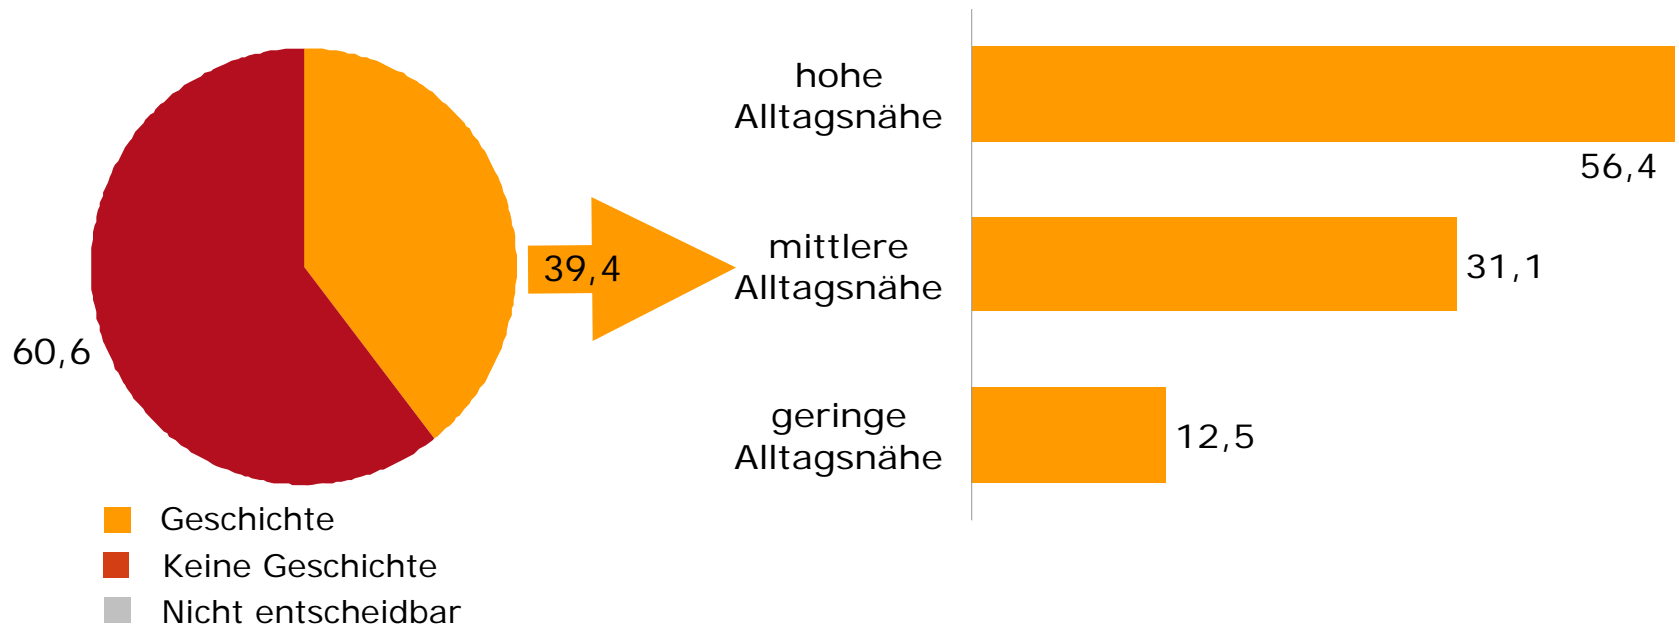 60,6
39,4
Geschichte
Keine Geschichte
Nicht entscheidbar
hohe
Alltagsnähe
56,4
mittlere
Alltagsnähe
31,1
geringe
Alltagsnähe
12,5